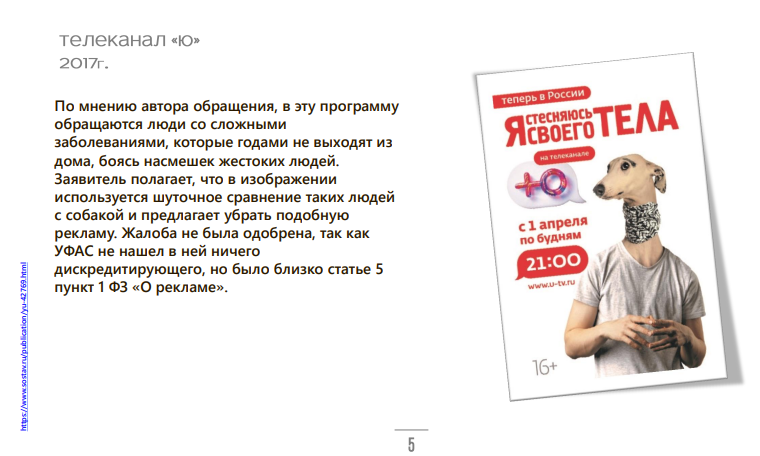 телеканал «ю»
2017г.
По мнению автора обращения, в эту программу
обращаются люди со сложными
заболеваниями, которые годами не выходят из
дома, боясь насмешек жестоких людей.
Заявитель полагает, что в изображении
используется шуточное сравнение таких людей
с собакой и предлагает убрать подобную
рекламу. Жалоба не была одобрена, так как
УФАС не нашел в ней ничего
дискредитирующего, но было близко статье 5
пункт 1 ФЗ «О рекламе».
https://www.sostav.ru/publication/yu-42769.html
теперь в России
Я стесняюсь
своего ТЕЛА
на телеканале
Ю
с 1 апреля
по будням
21:00
www.u-tv.ru
16+
5